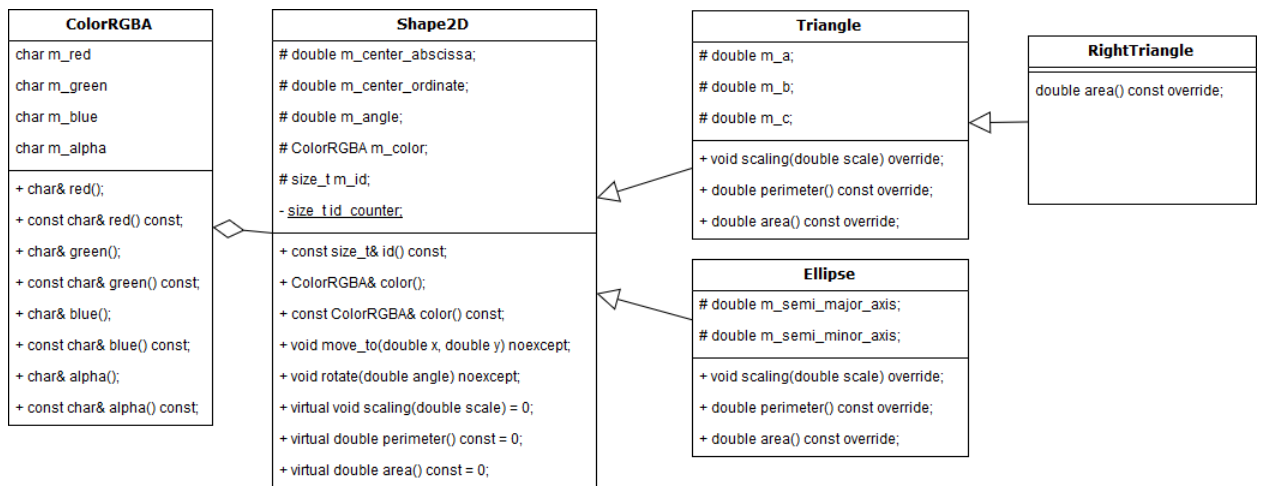 ColorRGBA
char m_red
char m_green
char m_blue
char m_alpha
+ char& red();
+ const char& red() const;
+ char& green();
+ const char& green() const;
+ char& blue();
+ const char& blue() const;
+ char& alpha();
+ const char& alpha() const;
Shape2D
# double m_center_abscissa;
# double m_center_ordinate;
# double m_angle;
# ColorRGBA m_color;
# size_t m_id;
- size_t id_counter;
+ const size_t& id() const;
+ ColorRGBA& color();
+ const ColorRGBA& color() const;
+ void move_to(double x, double y) noexcept;
+ void rotate(double angle) noexcept;
+ virtual void scaling(double scale) = 0;
+ virtual double perimeter() const = 0;
+ virtual double area() const = 0;
Triangle
# double m_a;
# double m_b;
# double m_c;
+ void scaling(double scale) override;
+ double perimeter() const override;
+ double area() const override;
Ellipse
# double m_semi_major_axis;
# double m_semi_minor_axis;
+ void scaling(double scale) override;
+ double perimeter() const override;
+ double area() const override;
RightTriangle
double area() const override;